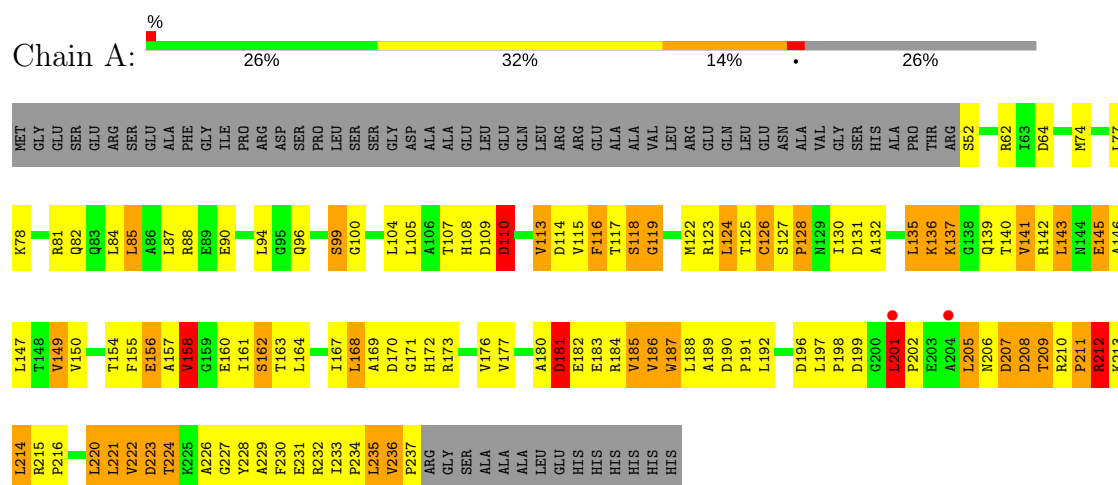 %
Chain A:
26% 32% 14% • 26%
MET GLY GLU SER GLU ARG SER GLU ALA PHE GLY ILE PRO ARG ASP SER PRO LEU SER SER GLY ASP ALA ALA GLU LEU GLU GLN LEU ARG ARG GLU ALA ALA VAL LEU ARG GLU GLN LEU GLU ASN ALA VAL GLY SER HIS ALA PRO THR ARG S52 R62 I63 D64 M74 L77
K78 R81 Q82 Q83 L84 L85 A86 L87 R88 E89 E90 L94 G95 Q96 S99 G100 L104 L105 A106 T107 H108 D109 D110 V113 D114 V115 F116 T117 S118 G119 M122 R123 L124 T125 C126 S127 P128 N129 I130 D131 A132 L135 K136 K137 G138 Q139 T140 V141 R142 L143 N144 E145 A146
L147 T148 V149 V150 T154 F155 E156 A157 V158 G159 E160 I161 S162 T163 L164 I167 L168 A169 D170 G171 H172 R173 V176 V177 A180 D181 E182 E183 R184 V185 V186 W187 L188 A189 D190 P191 L192 D196 L197 P198 D199 G200 L201 P202 E203 A204 L205 N206 D207 D208 T209 R210 P211 R212 K213
L214 R215 P216 L220 L221 V222 D223 T224 K225 A226 G227 Y228 A229 F230 E231 R232 I233 P234 L235 V236 P237 ARG GLY SER ALA ALA ALA LEU GLU HIS HIS HIS HIS HIS HIS